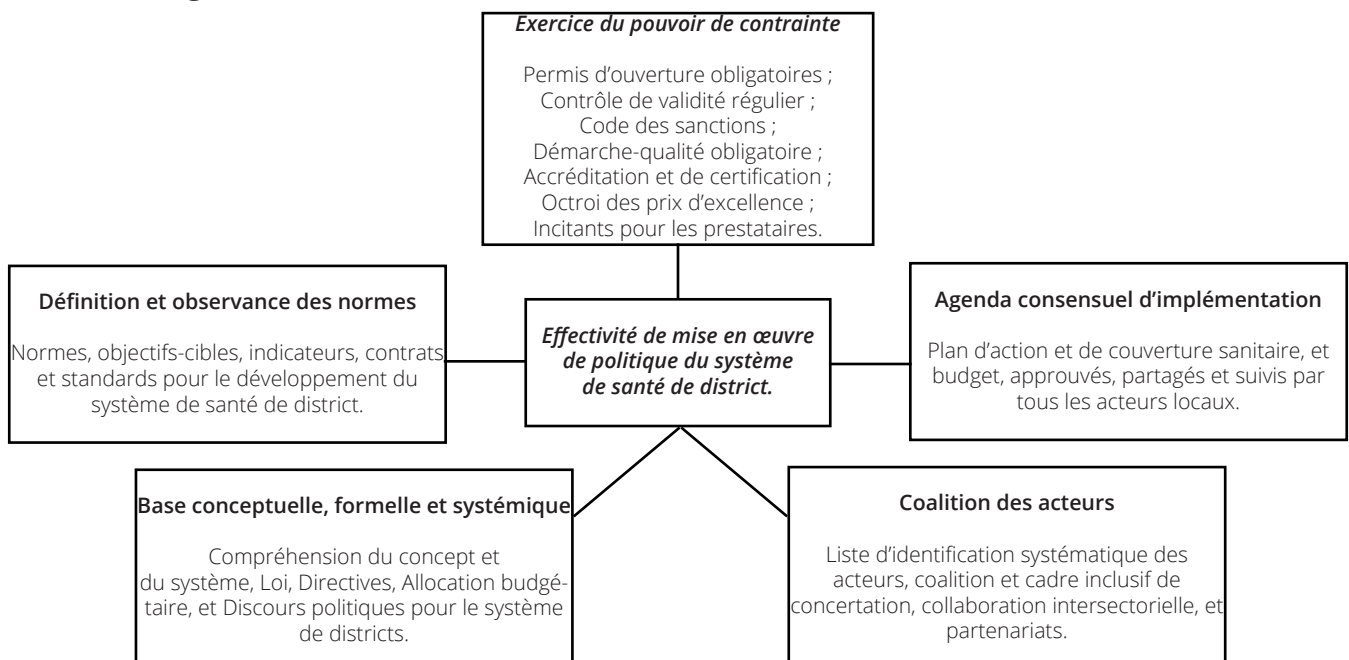 Exercice du pouvoir de contrainte
Permis d'ouverture obligatoires ;
Contrôle de validité régulier ;
Code des sanctions ;
Démarche-qualité obligatoire ;
Accréditation et de certification ;
Octroi des prix d'excellence ;
Incitants pour les prestataires.
Définition et observance des normes
Normes, objectifs-cibles, indicateurs, contrats
et standards pour le développement du
système de santé de district.
Effectivité de mise en œuvre
de politique du système
de santé de district.
Agenda consensuel d'implémentation
Plan d'action et de couverture sanitaire, et
budget, approuvés, partagés et suivis par
tous les acteurs locaux.
Base conceptuelle, formelle et systémique
Compréhension du concept et
du système, Loi, Directives, Allocation budgé-
taire, et Discours politiques pour le système
de districts.
Coalition des acteurs
Liste d'identification systématique des
acteurs, coalition et cadre inclusif de
concertation, collaboration intersectorielle, et
partenariats.